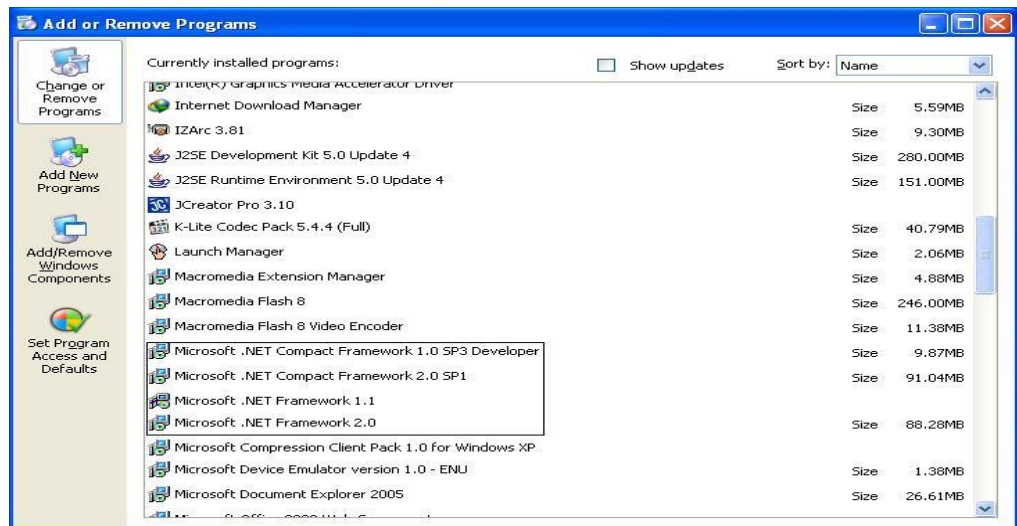 Add or Remove Programs
Change or
Remove
Programs
Add New
Programs
Add/Remove
Windows
Components
Set Program
Access and
Defaults
Currently installed programs:
Show updates
Sort by: Name
Intel(R) Graphics Media Accelerator Driver
Internet Download Manager Size 5.59MB
IZArc 3.81 Size 9.30MB
J2SE Development Kit 5.0 Update 4 Size 280.00MB
J2SE Runtime Environment 5.0 Update 4 Size 151.00MB
JCreator Pro 3.10
K-Lite Codec Pack 5.4.4 (Full) Size 40.79MB
Launch Manager Size 2.06MB
Macromedia Extension Manager Size 4.88MB
Macromedia Flash 8 Size 246.00MB
Macromedia Flash 8 Video Encoder Size 11.38MB
Microsoft .NET Compact Framework 1.0 SP3 Developer Size 9.87MB
Microsoft .NET Compact Framework 2.0 SP1 Size 91.04MB
Microsoft .NET Framework 1.1
Microsoft .NET Framework 2.0 Size 88.28MB
Microsoft Compression Client Pack 1.0 for Windows XP
Microsoft Device Emulator version 1.0 - ENU Size 1.38MB
Microsoft Document Explorer 2005 Size 26.61MB